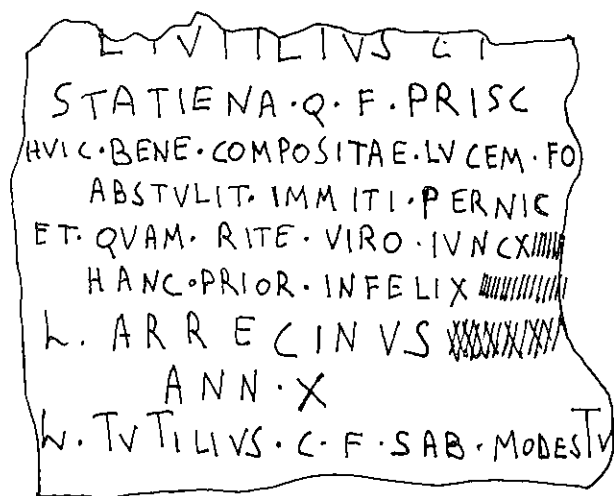 L TVTILIVS C F
STATIENA·Q·F·PRISC
HVIC·BENE·COMPOSITAE·LVCEM·FO
ABSTVLIT·IMMITI·PERNIC
ET·QVAM·RITE·VIRO·IVNCX
HANC·PRIOR·INFELIX
L·ARRECINVS
ANN·X
L·TVTILIVS·C·F·SAB·MODESTV